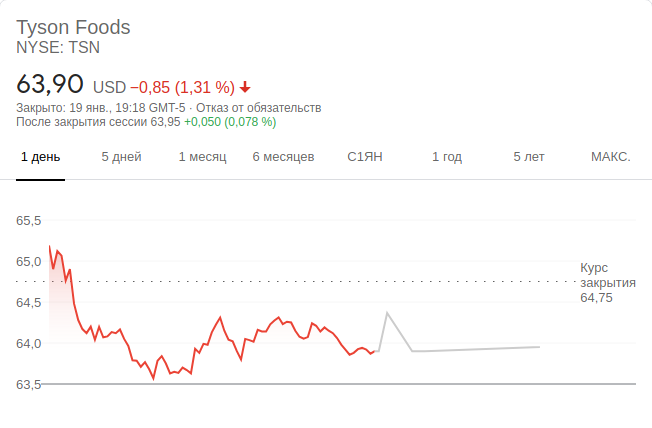 Tyson Foods
NYSE: TSN
63,90 USD −0,85 (1,31 %)
Закрыто: 19 янв., 19:18 GMT-5 · Отказ от обязательств
После закрытия сессии 63,95 +0,050 (0,078 %)
1 день 5 дней 1 месяц 6 месяцев С1ЯН 1 год 5 лет МАКС.
65,5
65,0
Курс
закрытия
64,75
64,5
64,0
63,5